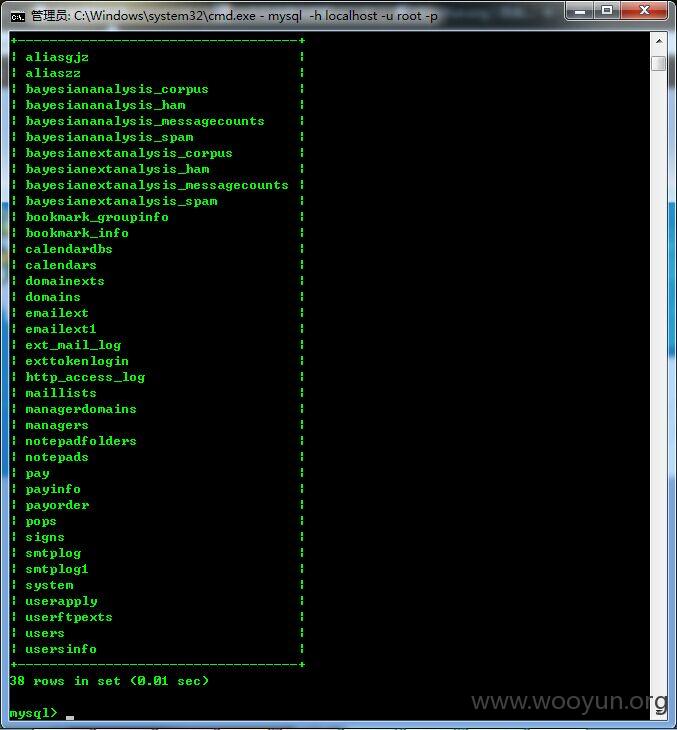 管理员: C:\Windows\system32\cmd.exe - mysql -h localhost -u root -p
+-----------------------------------+
| aliasgjz |
| aliaszz |
| bayesiananalysis_corpus |
| bayesiananalysis_ham |
| bayesiananalysis_messagecounts |
| bayesiananalysis_spam |
| bayesianextanalysis_corpus |
| bayesianextanalysis_ham |
| bayesianextanalysis_messagecounts |
| bayesianextanalysis_spam |
| bookmark_groupinfo |
| bookmark_info |
| calendardbs |
| calendars |
| domainexts |
| domains |
| emailext |
| emailext1 |
| ext_mail_log |
| exttokenlogin |
| http_access_log |
| maillists |
| managerdomains |
| managers |
| notepadfolders |
| notepads |
| pay |
| payinfo |
| payorder |
| pops |
| signs |
| smtplog |
| smtplog1 |
| system |
| userapply |
| userftpexts |
| users |
| usersinfo |
+-----------------------------------+
38 rows in set (0.01 sec)
mysql> _
www.wooyun.org